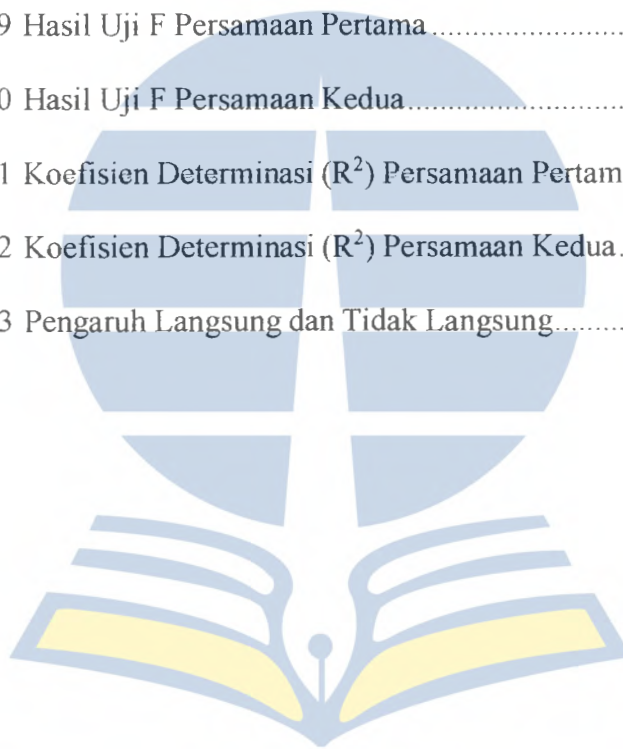 9 Hasil Uji F Persamaan Pertama.....................
0 Hasil Uji F Persamaan Kedua........................
1 Koefisien Determinasi (R²) Persamaan Pertam
2 Koefisien Determinasi (R²) Persamaan Kedua..
3 Pengaruh Langsung dan Tidak Langsung.........